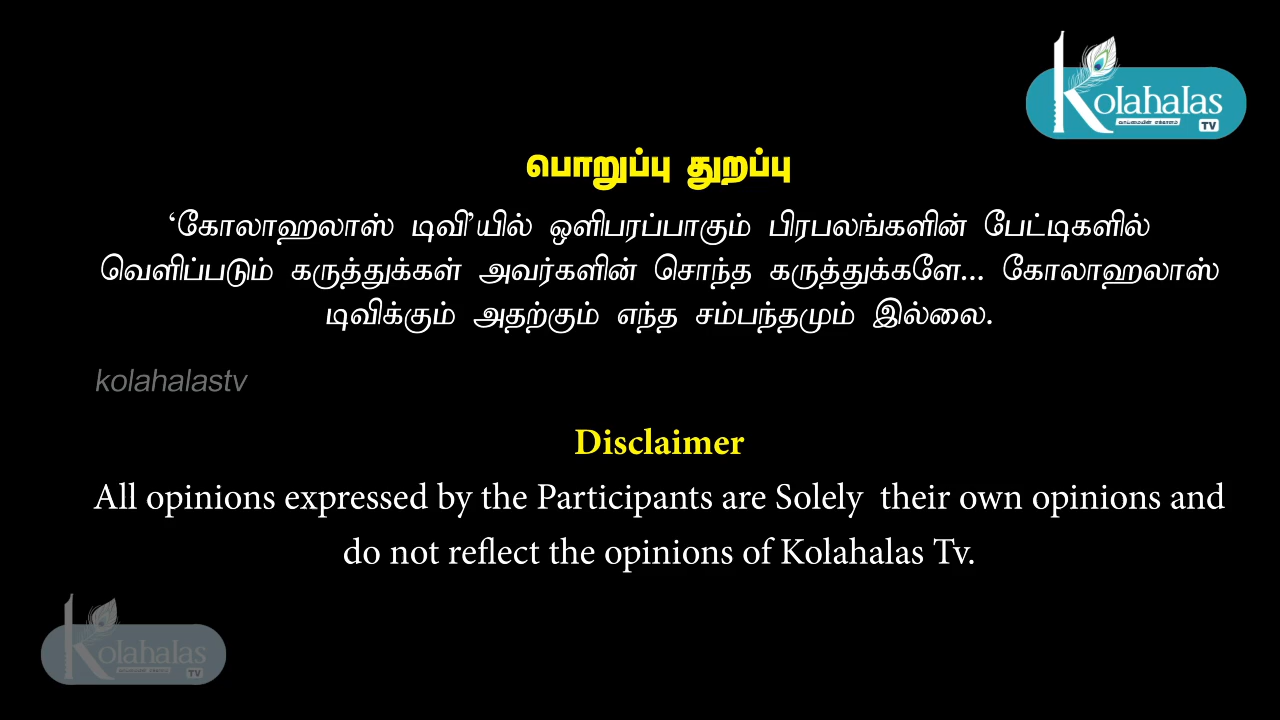 Kolahalas
வாய்மையின் எக்காளம்
TV
பொறுப்பு துறப்பு
‘கோலாஹலாஸ் டிவி’யில் ஒளிபரப்பாகும் பிரபலங்களின் பேட்டிகளில்
வெளிப்படும் கருத்துக்கள் அவர்களின் சொந்த கருத்துக்களே... கோலாஹலாஸ்
டிவிக்கும் அதற்கும் எந்த சம்பந்தமும் இல்லை.
kolahalastv
Disclaimer
All opinions expressed by the Participants are Solely  their own opinions and
do not reflect the opinions of Kolahalas Tv.
Kolahalas
TV